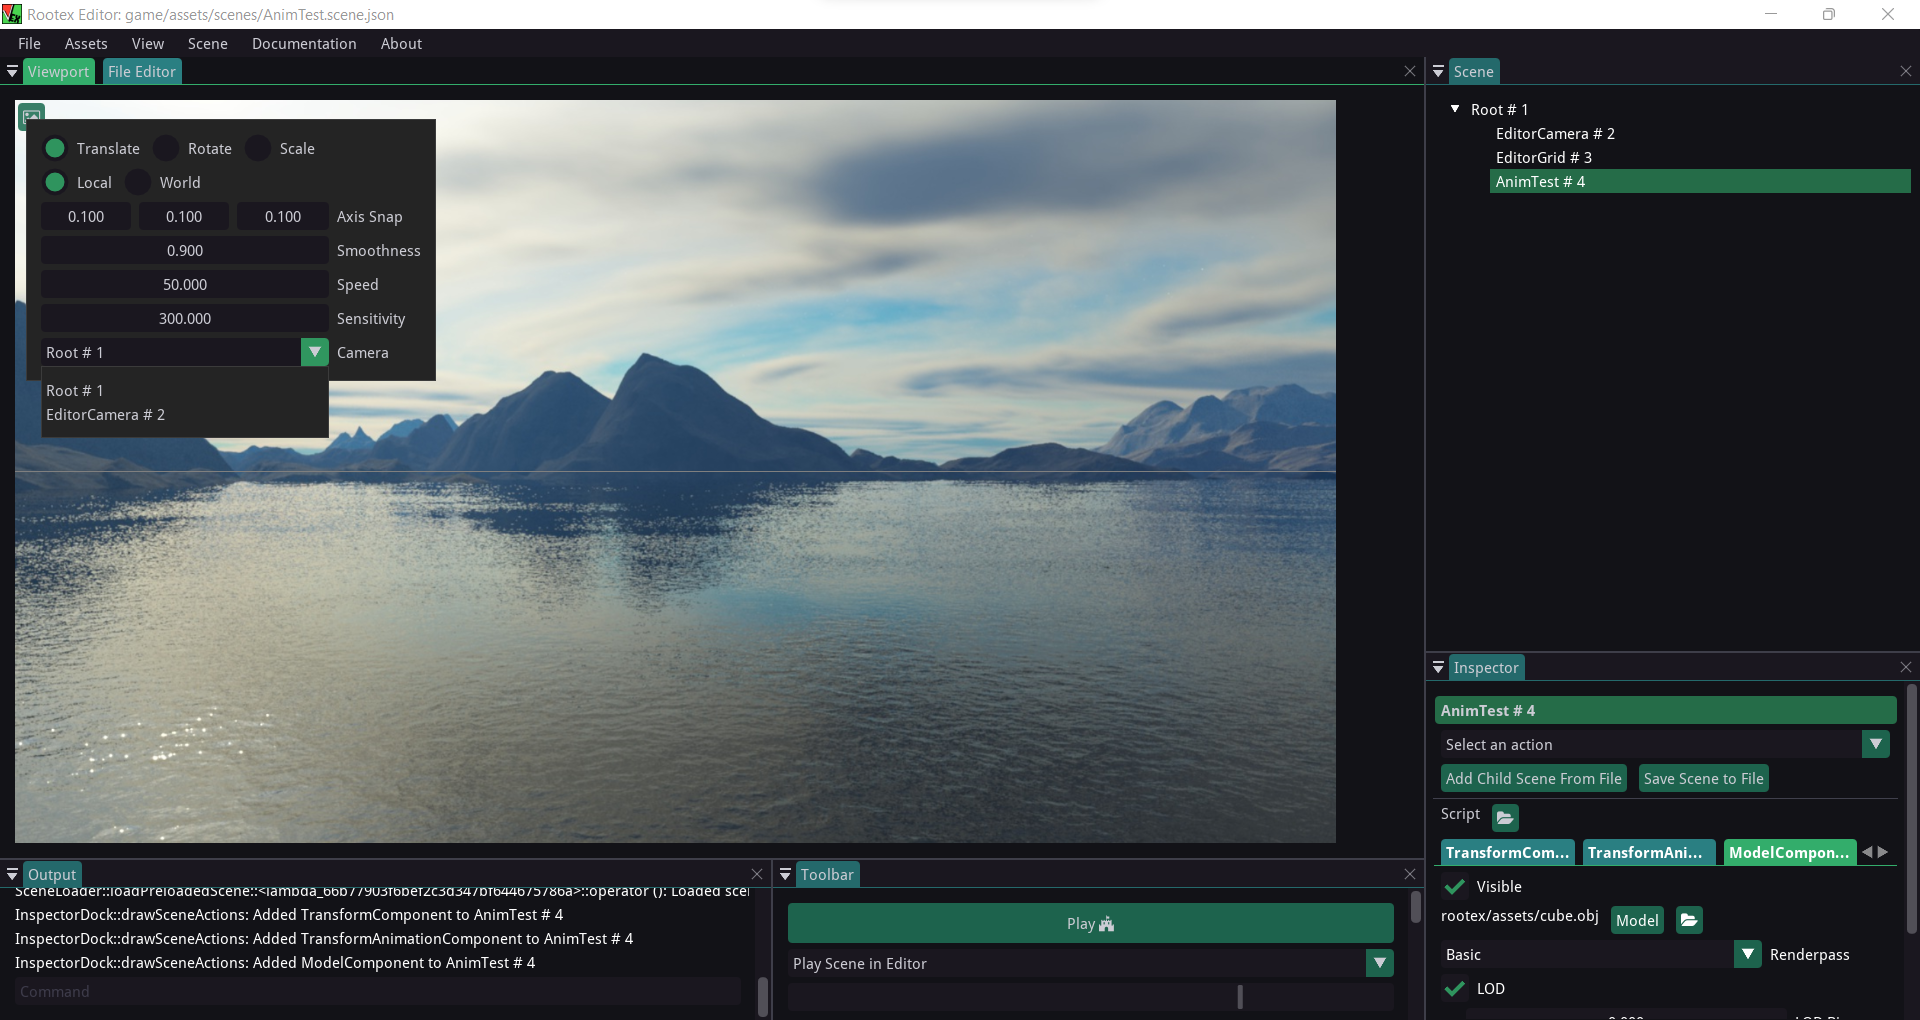 Rootex Editor: game/assets/scenes/AnimTest.scene.json
File Assets View Scene Documentation About
Viewport File Editor
Translate Rotate Scale
Local World
0.100 0.100 0.100 Axis Snap
0.900 Smoothness
50.000 Speed
300.000 Sensitivity
Root # 1 Camera
Root # 1
EditorCamera # 2
Scene
Root # 1
EditorCamera # 2
EditorGrid # 3
AnimTest # 4
Inspector
AnimTest # 4
Select an action
Add Child Scene From File Save Scene to File
Script
TransformCom... TransformAni... ModelCompon...
Visible
rootex/assets/cube.obj Model
Basic Renderpass
LOD
Output
SceneLoader::loadPreloadedScene::<lambda_66b77903f6bef2c3d347bf644675786a>::operator (): Loaded
InspectorDock::drawSceneActions: Added TransformComponent to AnimTest # 4
InspectorDock::drawSceneActions: Added TransformAnimationComponent to AnimTest # 4
InspectorDock::drawSceneActions: Added ModelComponent to AnimTest # 4
Command
Toolbar
Play
Play Scene in Editor